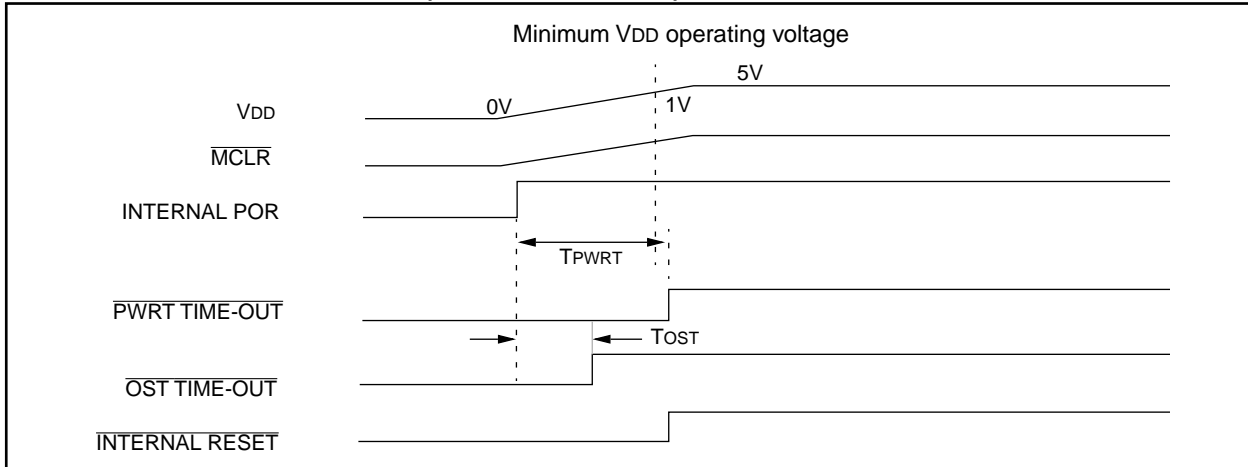 Minimum VDD operating voltage
5V
VDD 0V 1V
MCLR
INTERNAL POR
TPWRT
PWRT TIME-OUT
TOST
OST TIME-OUT
INTERNAL RESET